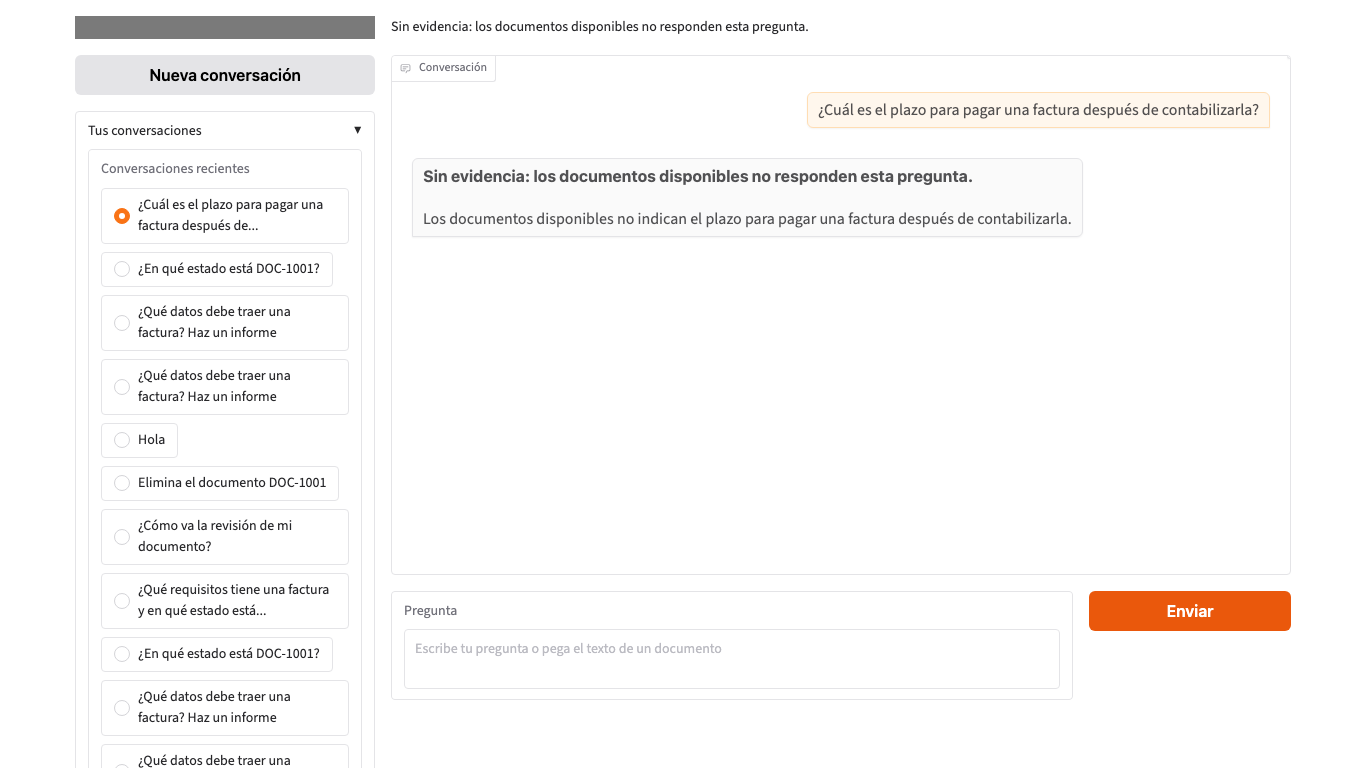 Nueva conversación
Tus conversaciones
▼
Conversaciones recientes
¿Cuál es el plazo para pagar una
factura después de...
¿En qué estado está DOC-1001?
¿Qué datos debe traer una
factura? Haz un informe
¿Qué datos debe traer una
factura? Haz un informe
Hola
Elimina el documento DOC-1001
¿Cómo va la revisión de mi
documento?
¿Qué requisitos tiene una factura
y en qué estado está...
¿En qué estado está DOC-1001?
¿Qué datos debe traer una
factura? Haz un informe
¿Qué datos debe traer una
Sin evidencia: los documentos disponibles no responden esta pregunta.
Conversación
¿Cuál es el plazo para pagar una factura después de contabilizarla?
Sin evidencia: los documentos disponibles no responden esta pregunta.
Los documentos disponibles no indican el plazo para pagar una factura después de contabilizarla.
Pregunta
Escribe tu pregunta o pega el texto de un documento
Enviar